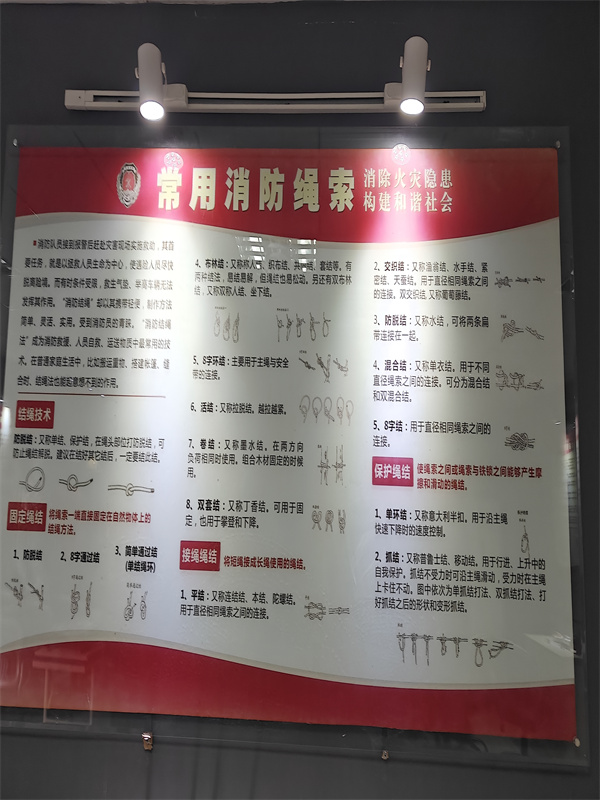 常用消防绳索
消除火灾隐患
构建和谐社会
消防队员接到报警后赶赴灾害现场实施救助，其首
要任务，就是以拯救人员生命为中心，使遇险人员尽快
脱离险境。而有时条件受限，救生气垫、举高车辆无法
发挥其作用。“消防结绳”却以其携带轻便，制作方法
简单、灵活、实用，受到消防员的青睐。“消防结绳
法”成为消防救援、人员自救、运送物质中最常用的技
术。在普通家庭生活中，比如搬运重物、搭建帐篷、缝
合时，结绳法也能起意想不到的作用。
结绳技术
防脱结：又称单结、保护结，在绳头部位打防脱结，可
防止绳结解脱。建议在结好其它结后，一定要结此结。
固定绳结
将绳索一端直接固定在自然物体上的
结绳方法。
1、防脱结
2、8字通过结
3、简单通过结
(单结绳环)
4、布林结：又称称人结、织布结、套结等。有
两种结法，易结易解，但遇结也易松动。另还有双布林
结，又称双称人结、坐下结。
5、8字环结：主要用于主绳与安全
带的连接。
6、活结：又称拉脱结。越拉越紧。
7、卷结：又称墨水结。在两方向
负荷相同时使用。组合木材固定的时候
用。
8、双套结：又称丁香结。可用于固
定，也用于攀登和下降。
接绳绳结
将短绳接成长绳使用的绳结。
1、平结：又称连结结、本结、陀螺结。
用于直径相同绳索之间的连接。
2、交织结：又称渔翁结、水手结、紧
密结、天蚕结。用于直径相同绳索之间
的连接。双交织结,又称葡萄藤结。
3、防脱结：又称水结，可将两条扁
带连接在一起。
4、混合结：又称单衣结。用于不同
直径绳索之间的连接。可分为混合结
和双混合结。
5、8字结：用于直径相同绳索之间的
连接。
保护绳结
使绳索之间或绳索与铁锁之间能够产生摩
擦和滑动的绳结。
1、单环结：又称意大利半扣。用于沿主绳
快速下降时的速度控制。
2、抓结：又称普鲁士结、移动结。用于行进、上升中的
自我保护。抓结不受力时可沿主绳滑动，受力时在主绳
上卡住不动。图中依次为单抓结打法、双抓结打法、打
好抓结之后的形状和变形抓结。